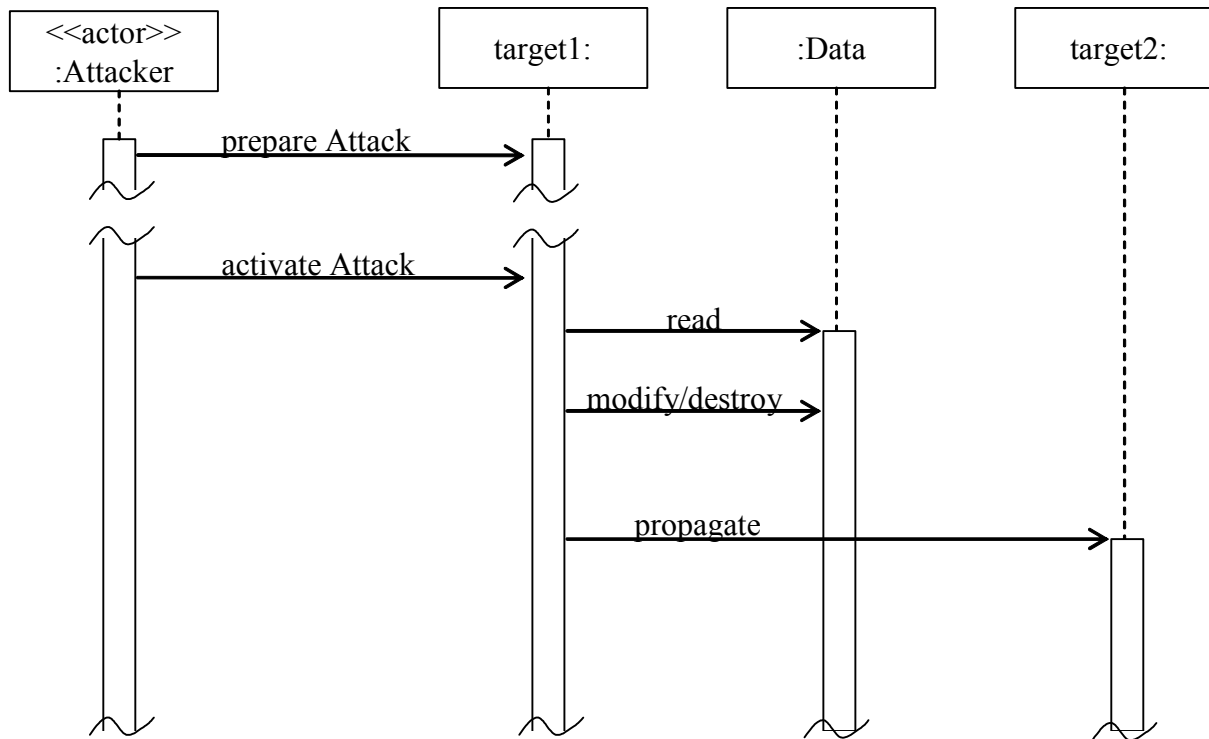 <<actor>>
:Attacker
target1:
:Data
target2:
prepare Attack
activate Attack
read
modify/destroy
propagate